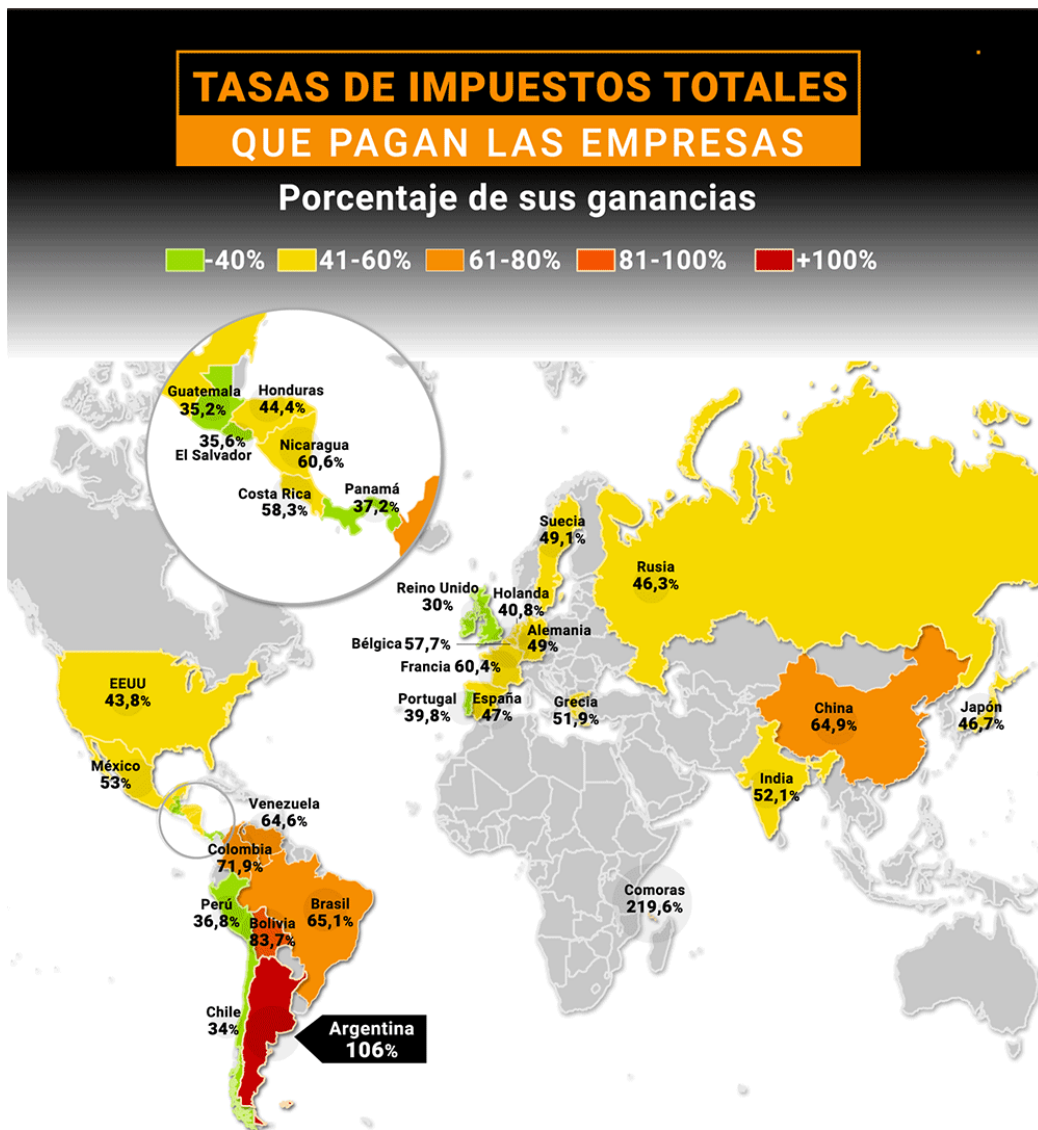 TASAS DE IMPUESTOS TOTALES
QUE PAGAN LAS EMPRESAS
Porcentaje de sus ganancias
-40% 41-60% 61-80% 81-100% +100%
Guatemala
35,2%
Honduras
44,4%
35,6%
El Salvador
Nicaragua
60,6%
Costa Rica
58,3%
Panamá
37,2%
Suecia
49,1%
Rusia
46,3%
Reino Unido
30%
Holanda
40,8%
Bélgica 57,7%
Alemania
49%
Francia 60,4%
Portugal
39,8%
España
47%
Grecia
51,9%
China
64,9%
Japón
46,7%
India
52,1%
EEUU
43,8%
México
53%
Venezuela
64,6%
Colombia
71,9%
Perú
36,8%
Bolívia
83,7%
Brasil
65,1%
Comoras
219,6%
Chile
34%
Argentina
106%